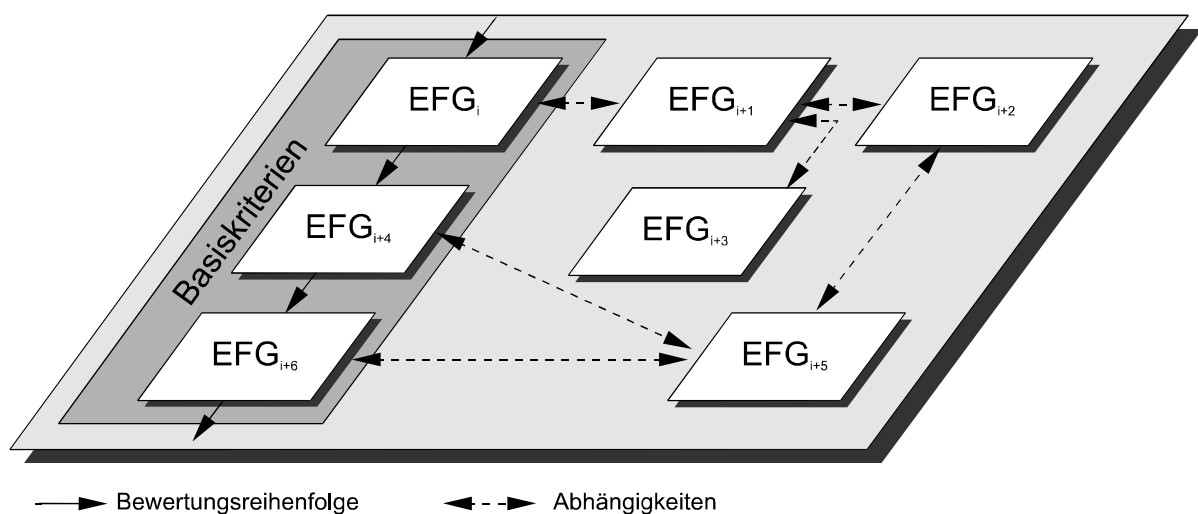 EFGi
EFGi+1
EFGi+2
Basiskriterien
EFGi+4
EFGi+3
EFGi+6
EFGi+5
Bewertungsreihenfolge
Abhängigkeiten